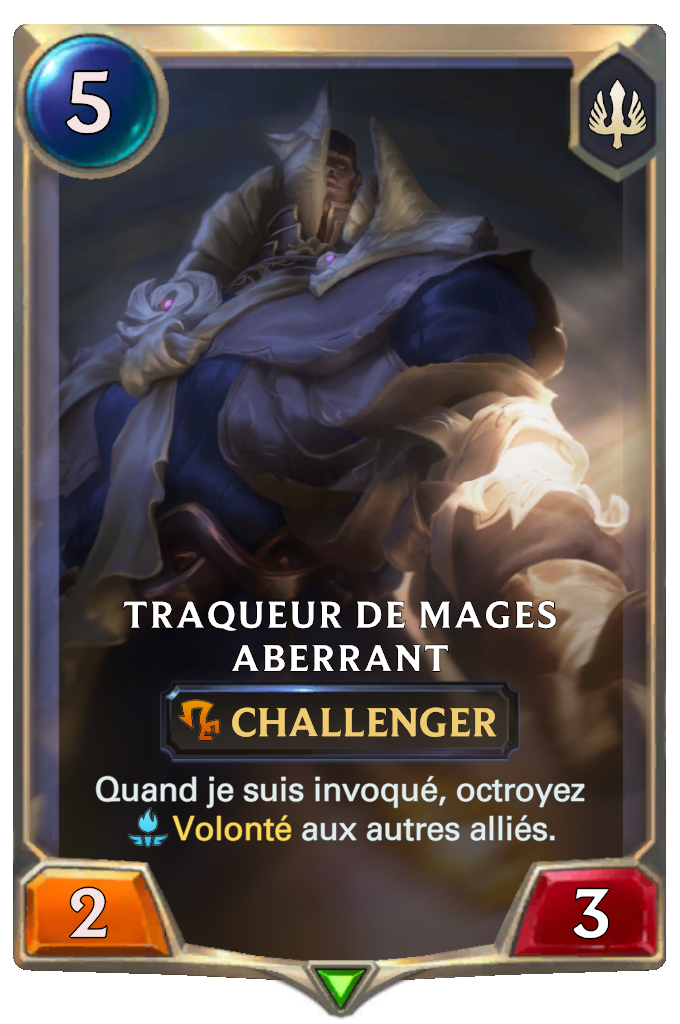 5
TRAQUEUR DE MAGES
ABERRANT
CHALLENGER
Quand je suis invoqué, octroyez
Volonté aux autres alliés.
2
3